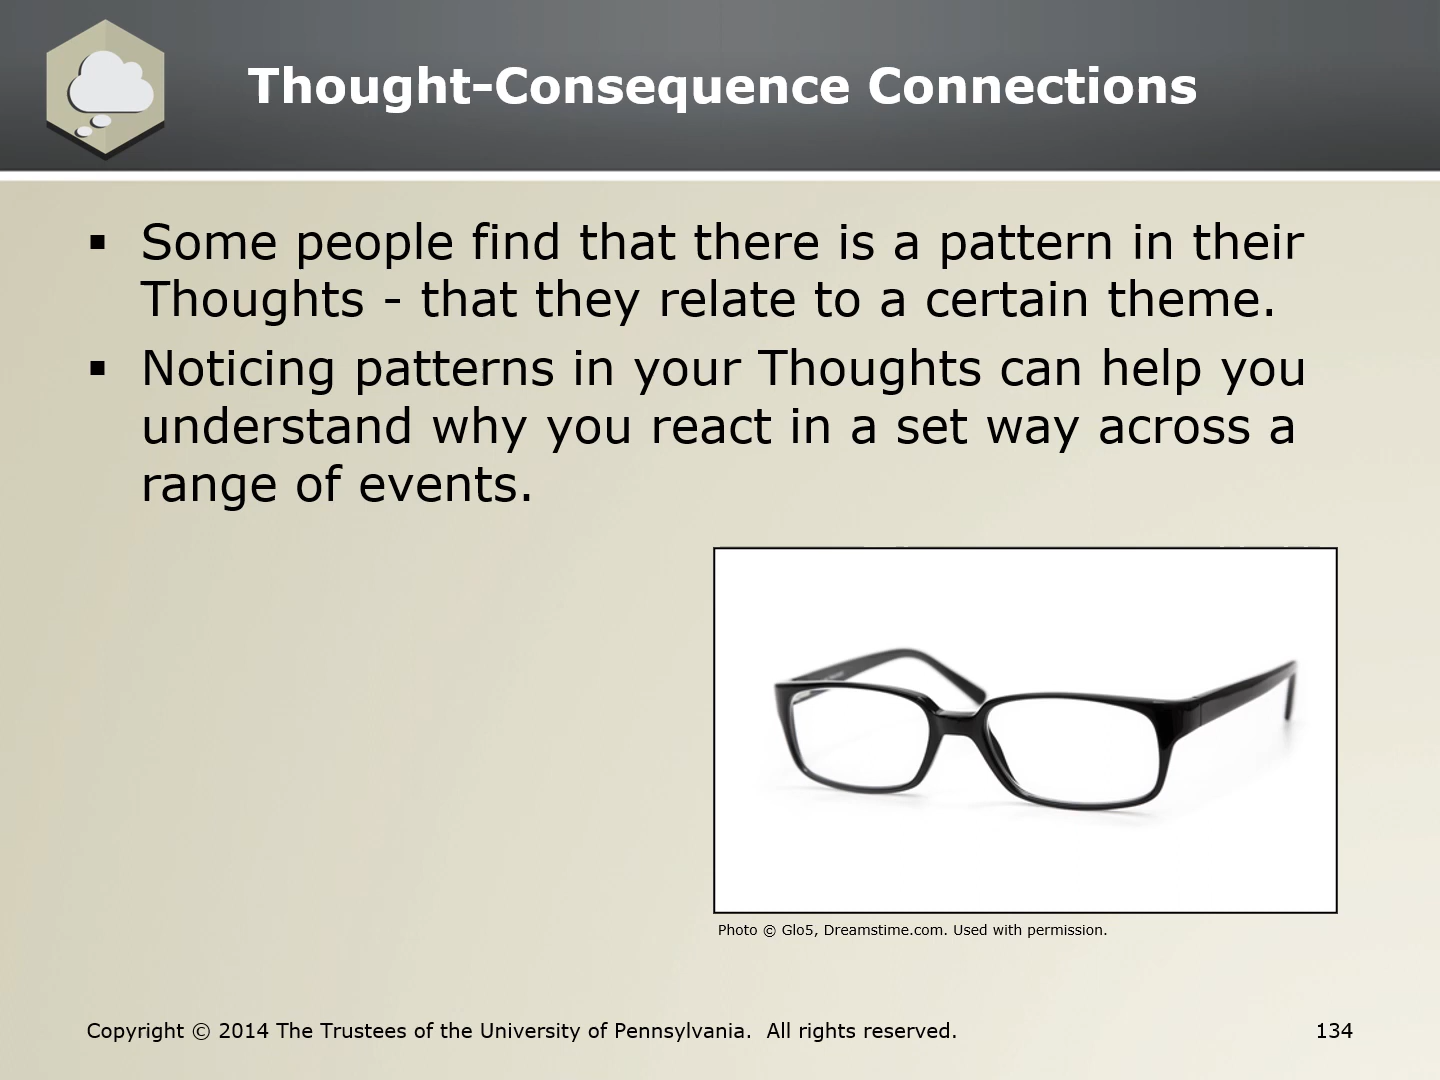 Thought-Consequence Connections
▪ Some people find that there is a pattern in their
Thoughts - that they relate to a certain theme.
▪ Noticing patterns in your Thoughts can help you
understand why you react in a set way across a
range of events.
Photo © Glo5, Dreamstime.com. Used with permission.
Copyright © 2014 The Trustees of the University of Pennsylvania.  All rights reserved.
134